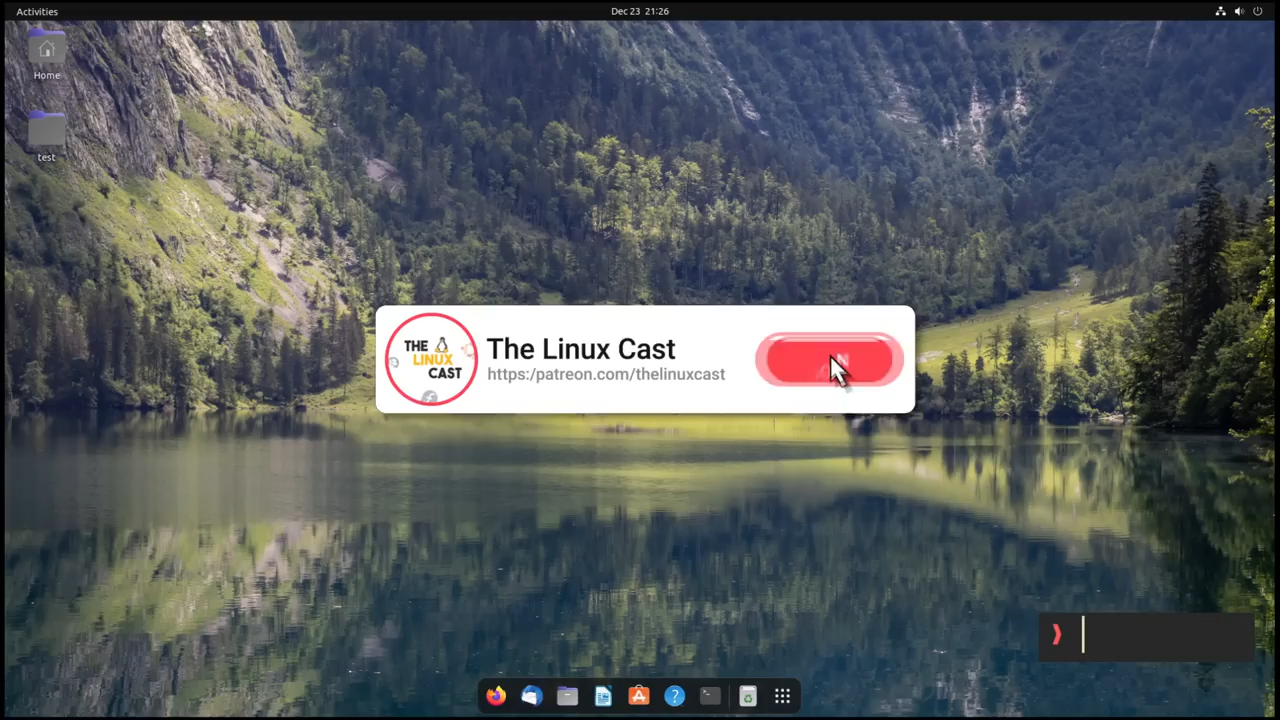 Activities
Dec 23 21:26
Home
test
THE
LINUX
CAST
The Linux Cast
https:/patreon.com/thelinuxcast